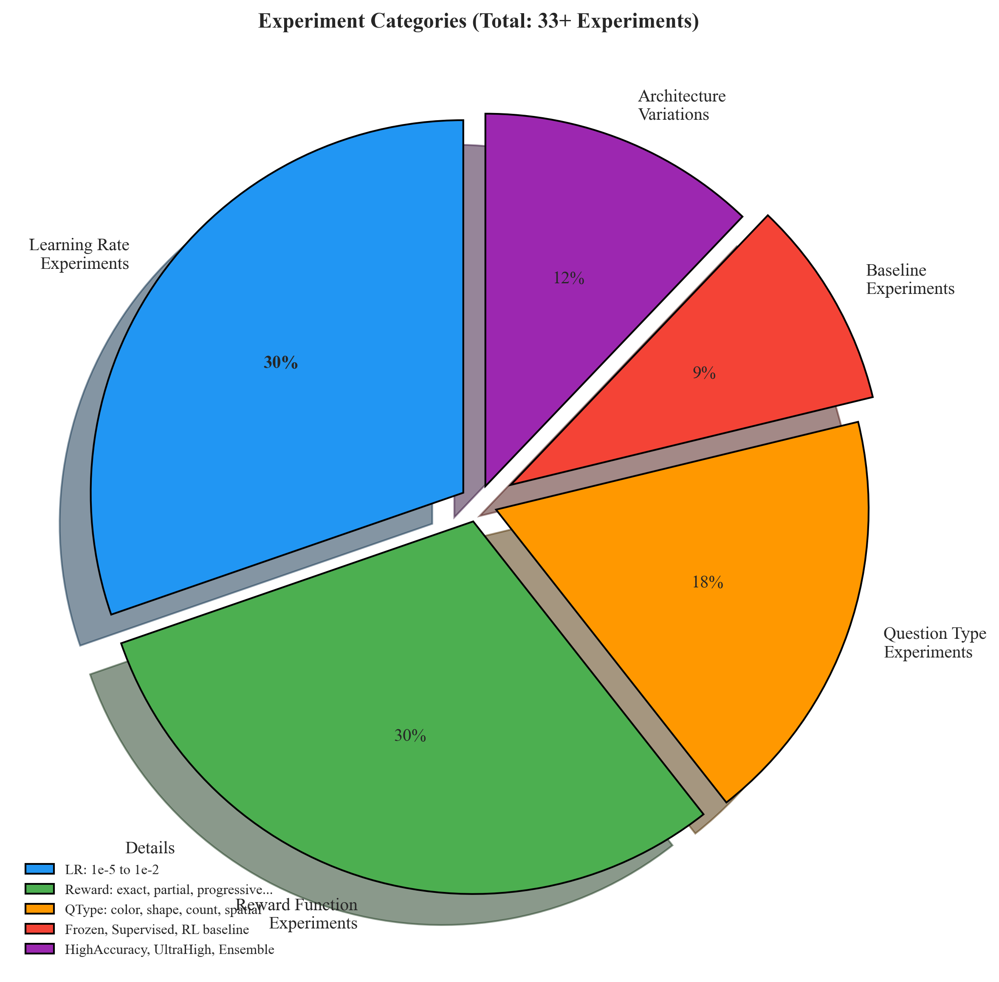 Experiment Categories (Total: 33+ Experiments)
Architecture
Variations
Learning Rate
Experiments
Baseline
Experiments
12%
30%
9%
18%
Question Type
Experiments
30%
Details
LR: 1e-5 to 1e-2
Reward: exact, partial, progressive...
QType: color, shape, count, spatial
Frozen, Supervised, RL baseline
HighAccuracy, UltraHigh, Ensemble
Reward Function
Experiments